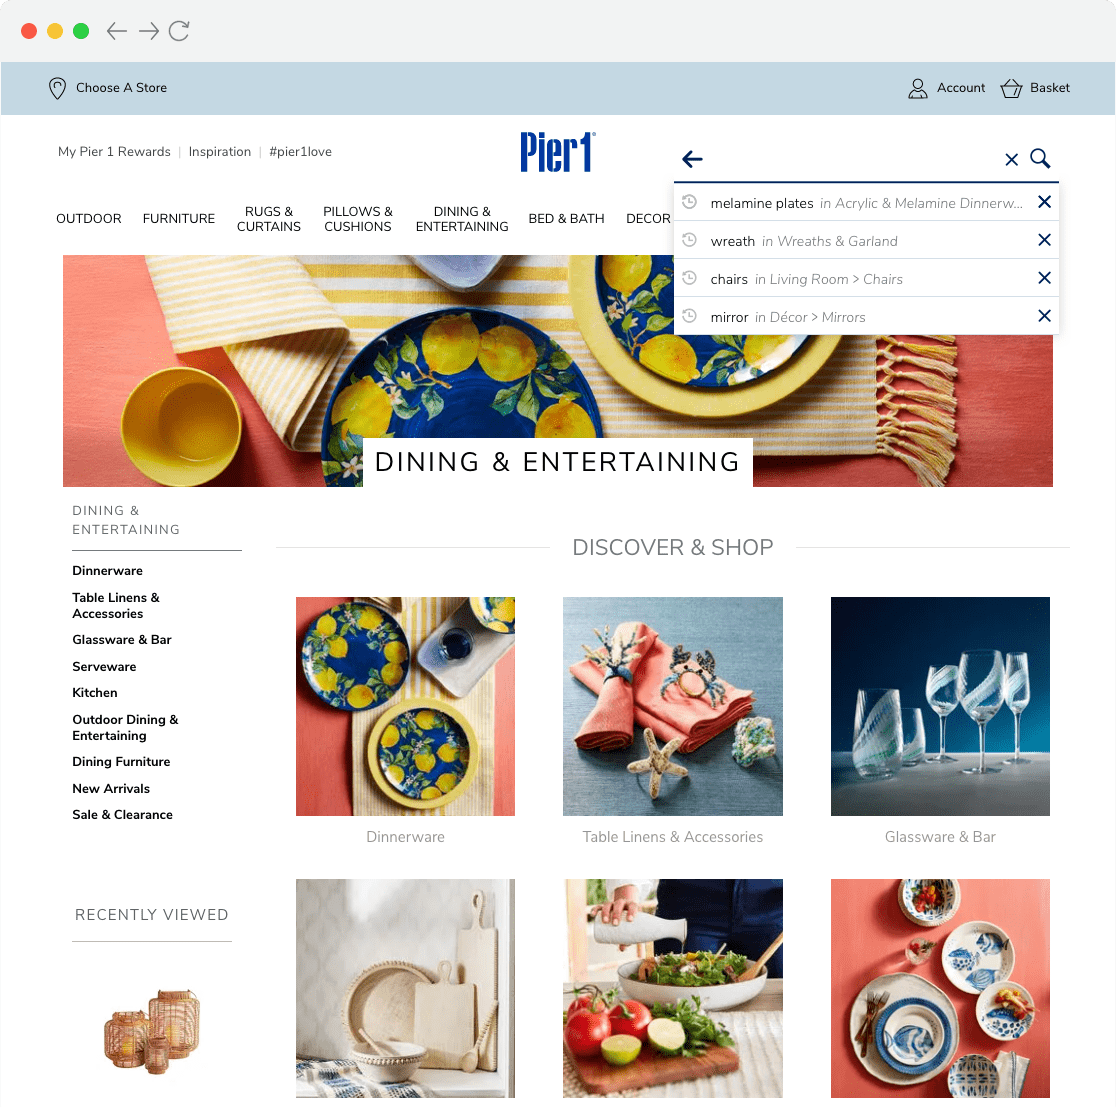 Choose A Store
Account
Basket
My Pier 1 Rewards | Inspiration | #pier1love
Pier1
OUTDOOR
FURNITURE
RUGS &
CURTAINS
PILLOWS &
CUSHIONS
DINING &
ENTERTAINING
BED & BATH
DECOR
melamine plates in Acrylic & Melamine Dinnerw...
wreath in Wreaths & Garland
chairs in Living Room > Chairs
mirror in Décor > Mirrors
DINING & ENTERTAINING
DINING &
ENTERTAINING
Dinnerware
Table Linens &
Accessories
Glassware & Bar
Serveware
Kitchen
Outdoor Dining &
Entertaining
Dining Furniture
New Arrivals
Sale & Clearance
RECENTLY VIEWED
DISCOVER & SHOP
Dinnerware
Table Linens & Accessories
Glassware & Bar